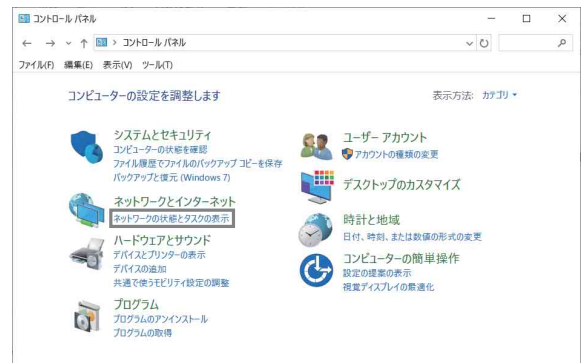 コントロール パネル
コントロール パネル
ファイル(F) 編集(E) 表示(V) ツール(T)
コンピューターの設定を調整します
表示方法: カテゴリ
システムとセキュリティ
コンピューターの状態を確認
ファイル履歴でファイルのバックアップ コピーを保存
バックアップと復元 (Windows 7)
ネットワークとインターネット
ネットワークの状態とタスクの表示
ハードウェアとサウンド
デバイスとプリンターの表示
デバイスの追加
共通で使うモビリティ設定の調整
プログラム
プログラムのアンインストール
プログラムの取得
ユーザー アカウント
アカウントの種類の変更
デスクトップのカスタマイズ
時計と地域
日付、時刻、または数値の形式の変更
コンピューターの簡単操作
設定の提案の表示
視覚ディスプレイの最適化